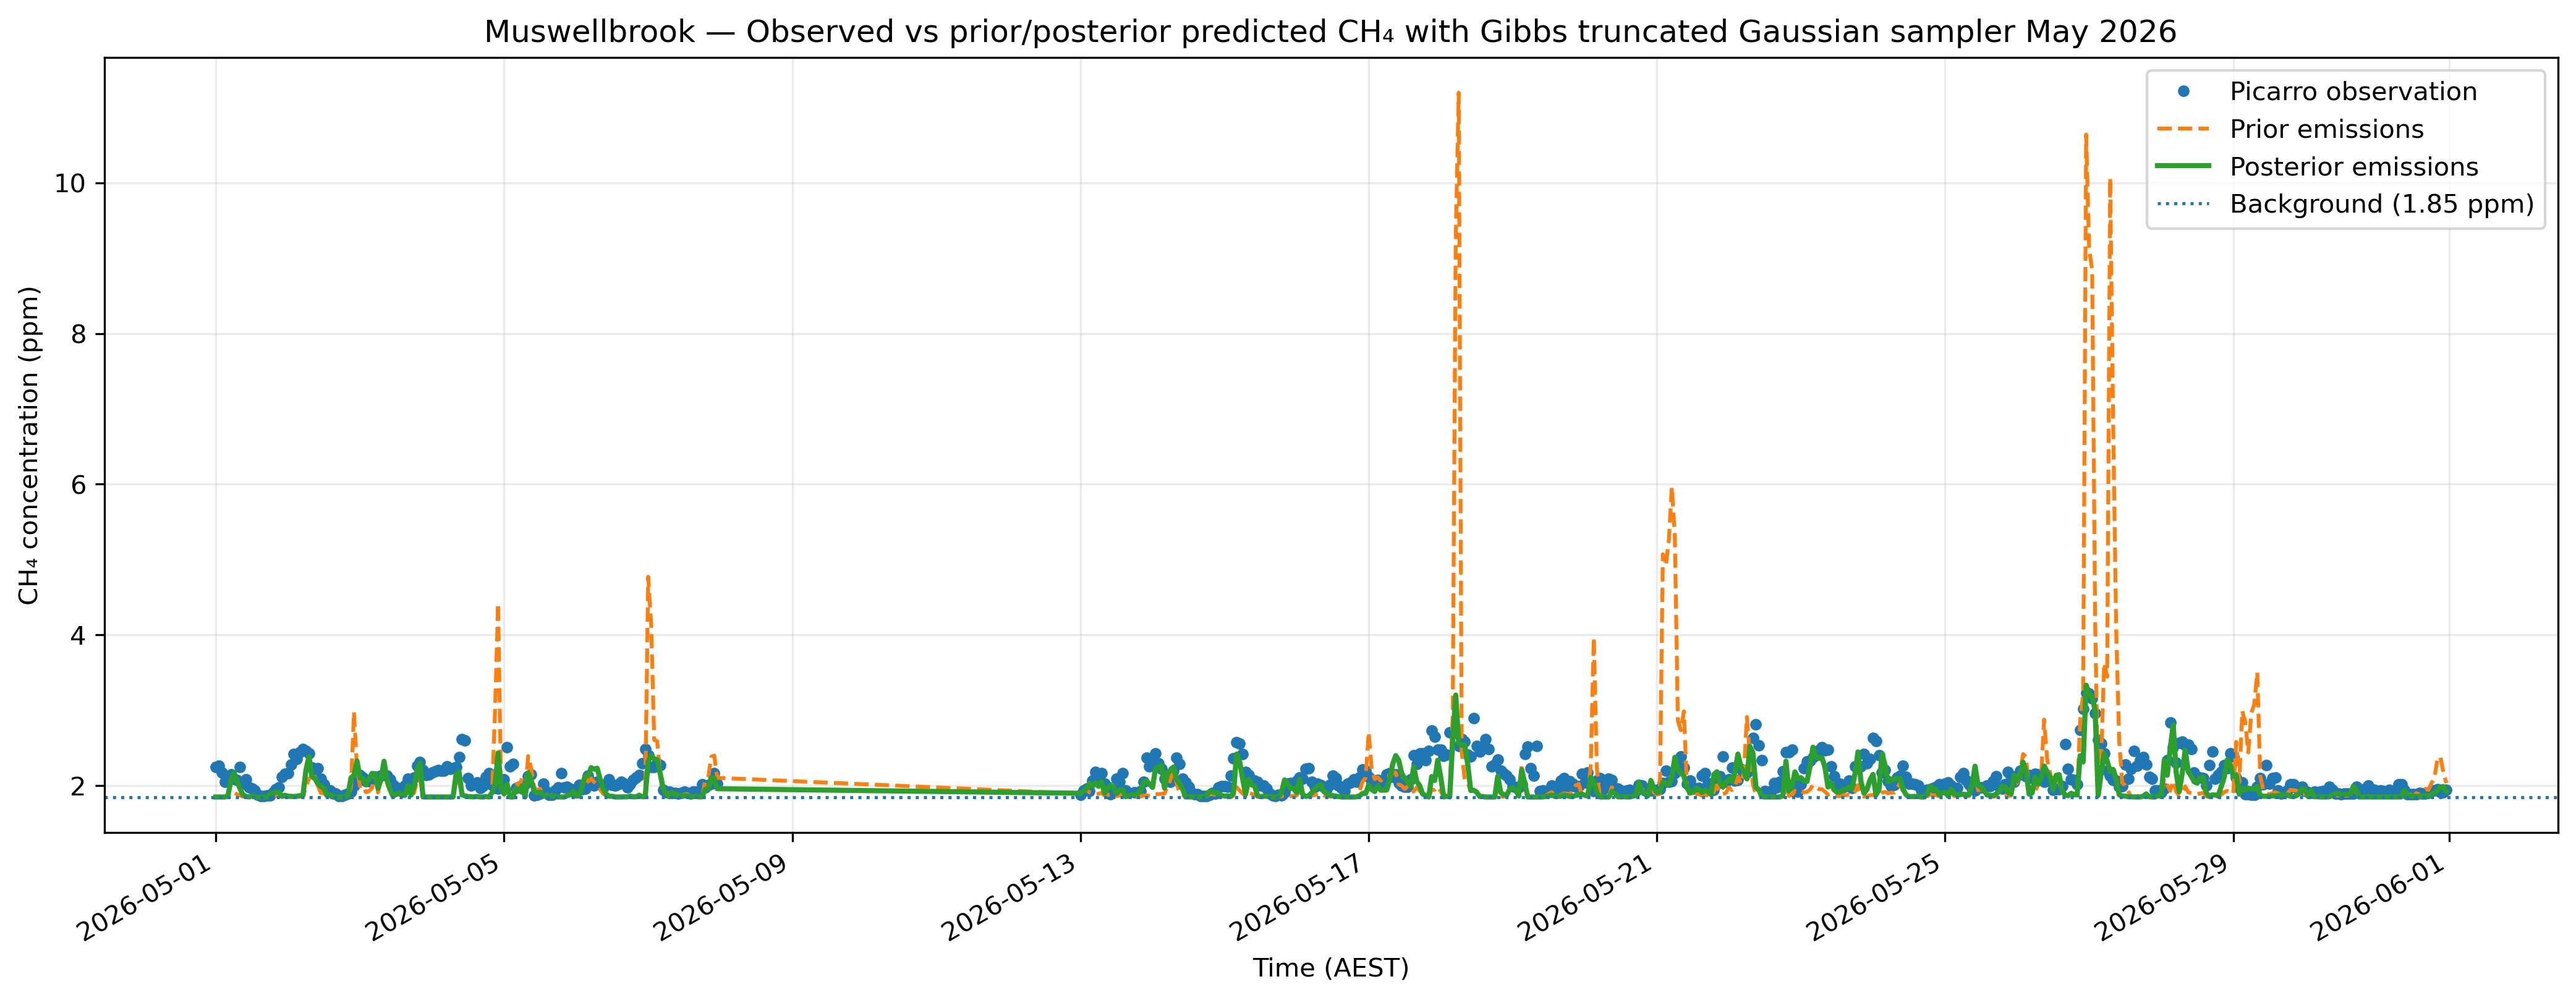 Muswellbrook — Observed vs prior/posterior predicted CH₄ with Gibbs truncated Gaussian sampler May 2026
Picarro observation
Prior emissions
Posterior emissions
Background (1.85 ppm)
CH₄ concentration (ppm)
10
8
6
4
2
2026-05-01
2026-05-05
2026-05-09
2026-05-13
2026-05-17
2026-05-21
2026-05-25
2026-05-29
2026-06-01
Time (AEST)